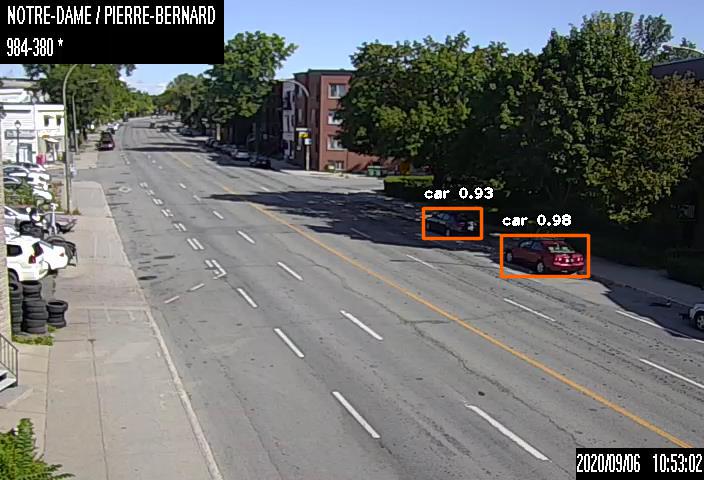 NOTRE-DAME / PIERRE-BERNARD
984-380 *
car 0.93
car 0.98
2020/09/06 10:53:02